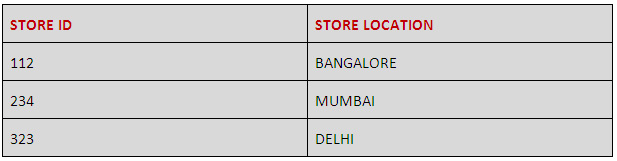 STORE ID STORE LOCATION
112 BANGALORE
234 MUMBAI
323 DELHI